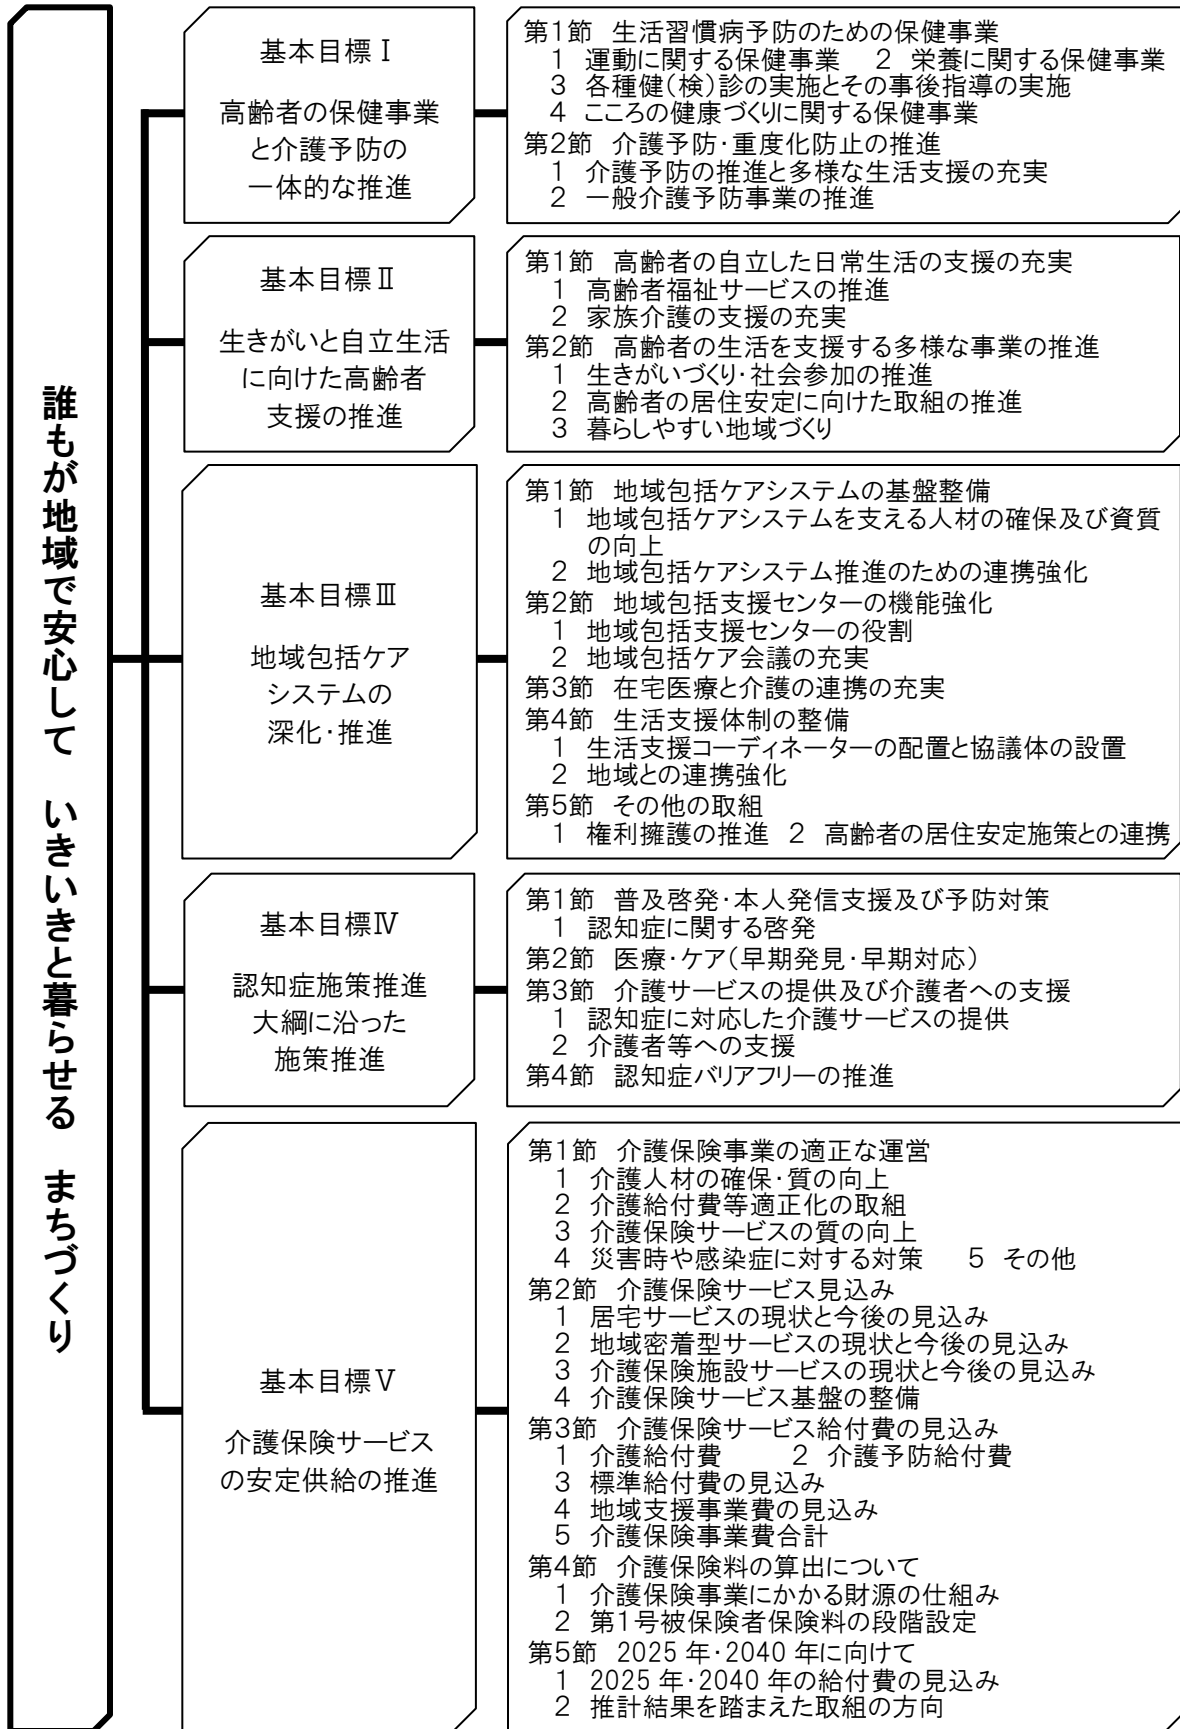 誰もが地域で安心して　いきいきと暮らせる　まちづくり
基本目標Ⅰ
高齢者の保健事業
と介護予防の
一体的な推進
第1節　生活習慣病予防のための保健事業
1　運動に関する保健事業　2　栄養に関する保健事業
3　各種健(検)診の実施とその事後指導の実施
4　こころの健康づくりに関する保健事業
第2節　介護予防・重度化防止の推進
1　介護予防の推進と多様な生活支援の充実
2　一般介護予防事業の推進
基本目標Ⅱ
生きがいと自立生活
に向けた高齢者
支援の推進
第1節　高齢者の自立した日常生活の支援の充実
1　高齢者福祉サービスの推進
2　家族介護の支援の充実
第2節　高齢者の生活を支援する多様な事業の推進
1　生きがいづくり・社会参加の推進
2　高齢者の居住安定に向けた取組の推進
3　暮らしやすい地域づくり
基本目標Ⅲ
地域包括ケア
システムの
深化・推進
第1節　地域包括ケアシステムの基盤整備
1　地域包括ケアシステムを支える人材の確保及び資質
の向上
2　地域包括ケアシステム推進のための連携強化
第2節　地域包括支援センターの機能強化
1　地域包括支援センターの役割
2　地域包括ケア会議の充実
第3節　在宅医療と介護の連携の充実
第4節　生活支援体制の整備
1　生活支援コーディネーターの配置と協議体の設置
2　地域との連携強化
第5節　その他の取組
1　権利擁護の推進　2　高齢者の居住安定施策との連携
基本目標Ⅳ
認知症施策推進
大綱に沿った
施策推進
第1節　普及啓発・本人発信支援及び予防対策
1　認知症に関する啓発
第2節　医療・ケア(早期発見・早期対応)
第3節　介護サービスの提供及び介護者への支援
1　認知症に対応した介護サービスの提供
2　介護者等への支援
第4節　認知症バリアフリーの推進
基本目標Ⅴ
介護保険サービス
の安定供給の推進
第1節　介護保険事業の適正な運営
1　介護人材の確保・質の向上
2　介護給付費等適正化の取組
3　介護保険サービスの質の向上
4　災害時や感染症に対する対策　5　その他
第2節　介護保険サービス見込み
1　居宅サービスの現状と今後の見込み
2　地域密着型サービスの現状と今後の見込み
3　介護保険施設サービスの現状と今後の見込み
4　介護保険サービス基盤の整備
第3節　介護保険サービス給付費の見込み
1　介護給付費　2　介護予防給付費
3　標準給付費の見込み
4　地域支援事業費の見込み
5　介護保険事業費合計
第4節　介護保険料の算出について
1　介護保険事業にかかる財源の仕組み
2　第1号被保険者保険料の段階設定
第5節　2025年・2040年に向けて
1　2025年・2040年の給付費の見込み
2　推計結果を踏まえた取組の方向